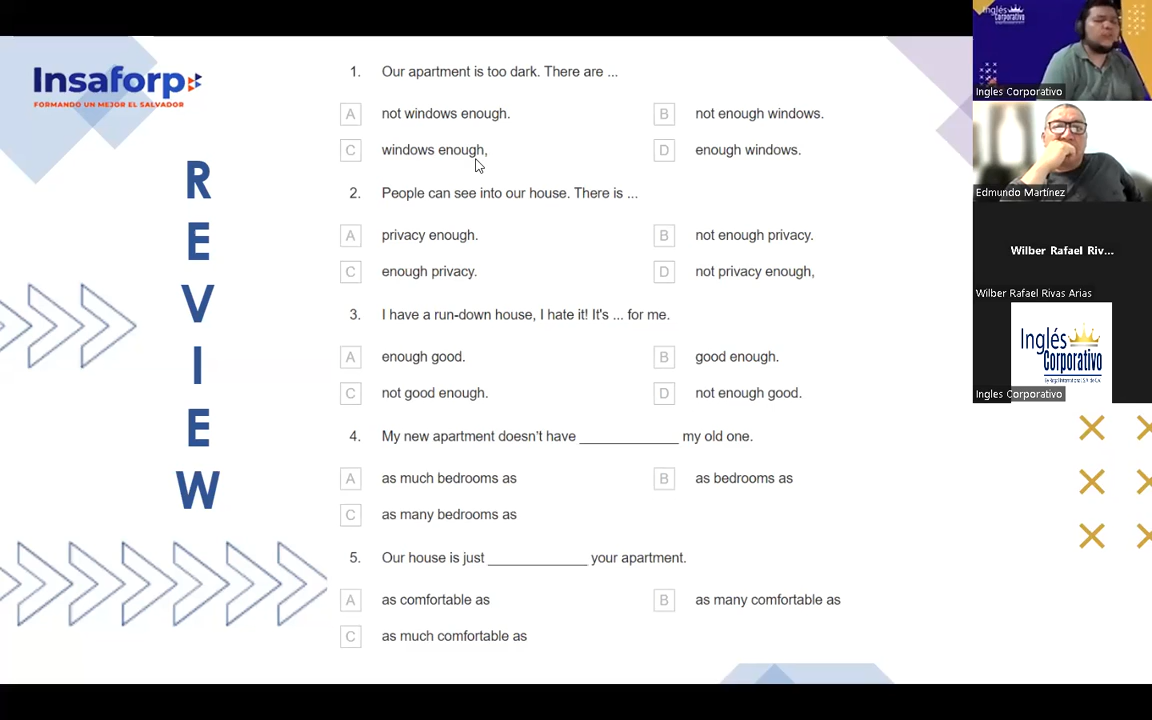 Insaforp
FORMANDO UN MEJOR EL SALVADOR
REVIEW
1. Our apartment is too dark. There are ...
A not windows enough.
B not enough windows.
C windows enough,
D enough windows.
2. People can see into our house. There is ...
A privacy enough.
B not enough privacy.
C enough privacy.
D not privacy enough,
3. I have a run-down house, I hate it! It's ... for me.
A enough good.
B good enough.
C not good enough.
D not enough good.
4. My new apartment doesn't have _____________ my old one.
A as much bedrooms as
B as bedrooms as
C as many bedrooms as
5. Our house is just _____________ your apartment.
A as comfortable as
B as many comfortable as
C as much comfortable as
Inglés
Corporativo
Ingles Corporativo
Edmundo Martínez
Wilber Rafael Riv...
Wilber Rafael Rivas Arias
Inglés
Corporativo
Ingles Corporativo